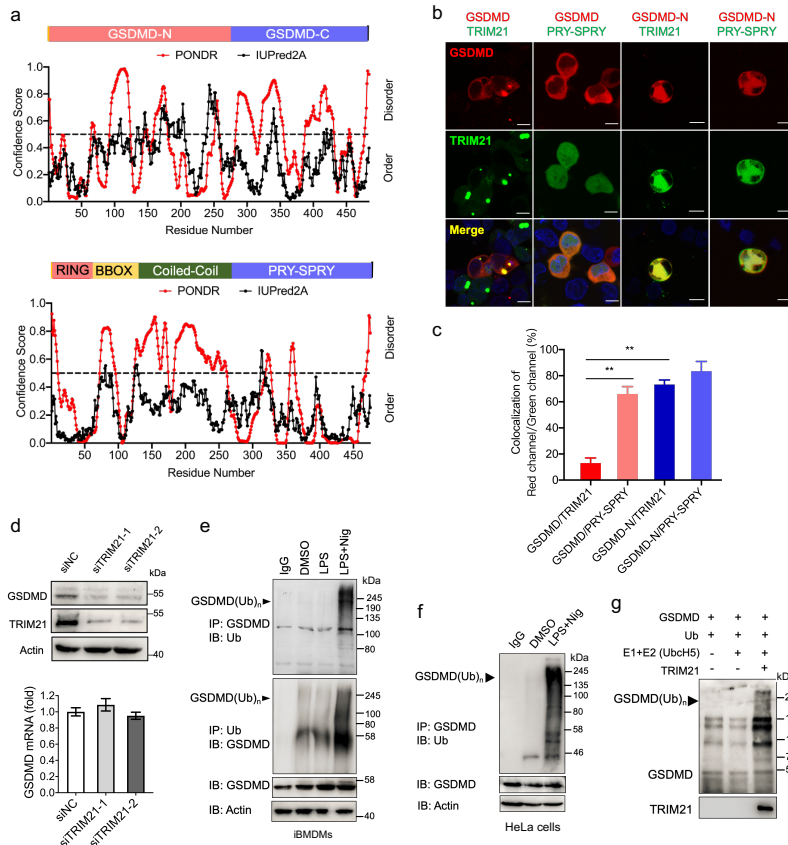 a
GSDMD-N GSDMD-C
PONDR IUPred2A
Confidence Score
1.0
0.8
0.6
0.4
0.2
0.0
50 100 150 200 250 300 350 400 450
Residue Number
Disorder
Order
RING BBOX Coiled-Coil PRY-SPRY
PONDR IUPred2A
Confidence Score
1.0
0.8
0.6
0.4
0.2
0.0
50 100 150 200 250 300 350 400 450
Residue Number
Disorder
Order
b
GSDMD GSDMD GSDMD-N GSDMD-N
TRIM21 PRY-SPRY TRIM21 PRY-SPRY
GSDMD
TRIM21
Merge
c
Colocalization of
Red channel/Green channel (%)
100
80
60
40
20
0
**
**
GSDMD/TRIM21
GSDMD/PRY-SPRY
GSDMD-N/TRIM21
GSDMD-N/PRY-SPRY
d
siNC
siTRIM21-1
siTRIM21-2
kDa
GSDMD
55
TRIM21
55
Actin
40
GSDMD mRNA (fold)
1.2
1.0
0.8
0.6
0.4
0.2
0.0
siNC
siTRIM21-1
siTRIM21-2
e
IgG
DMSO
LPS
LPS+Nig
kDa
GSDMD(Ub)n
245
190
135
100
80
IP: GSDMD
IB: Ub
58
GSDMD(Ub)n
245
100
80
58
IP: Ub
IB: GSDMD
IB: GSDMD
58
IB: Actin
40
iBMDMs
f
IgG
DMSO
LPS+Nig
kDa
GSDMD(Ub)n
245
135
100
80
58
46
IP: GSDMD
IB: Ub
IB: GSDMD
IB: Actin
HeLa cells
g
GSDMD + + +
Ub + + +
E1+E2 (UbcH5) - + +
TRIM21 - - +
GSDMD(Ub)n
GSDMD
TRIM21